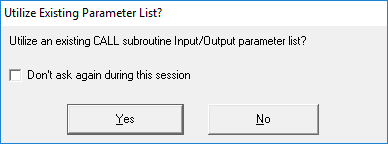 Utilize Existing Parameter List?
Utilize an existing CALL subroutine Input/Output parameter list?
Don't ask again during this session
Yes No